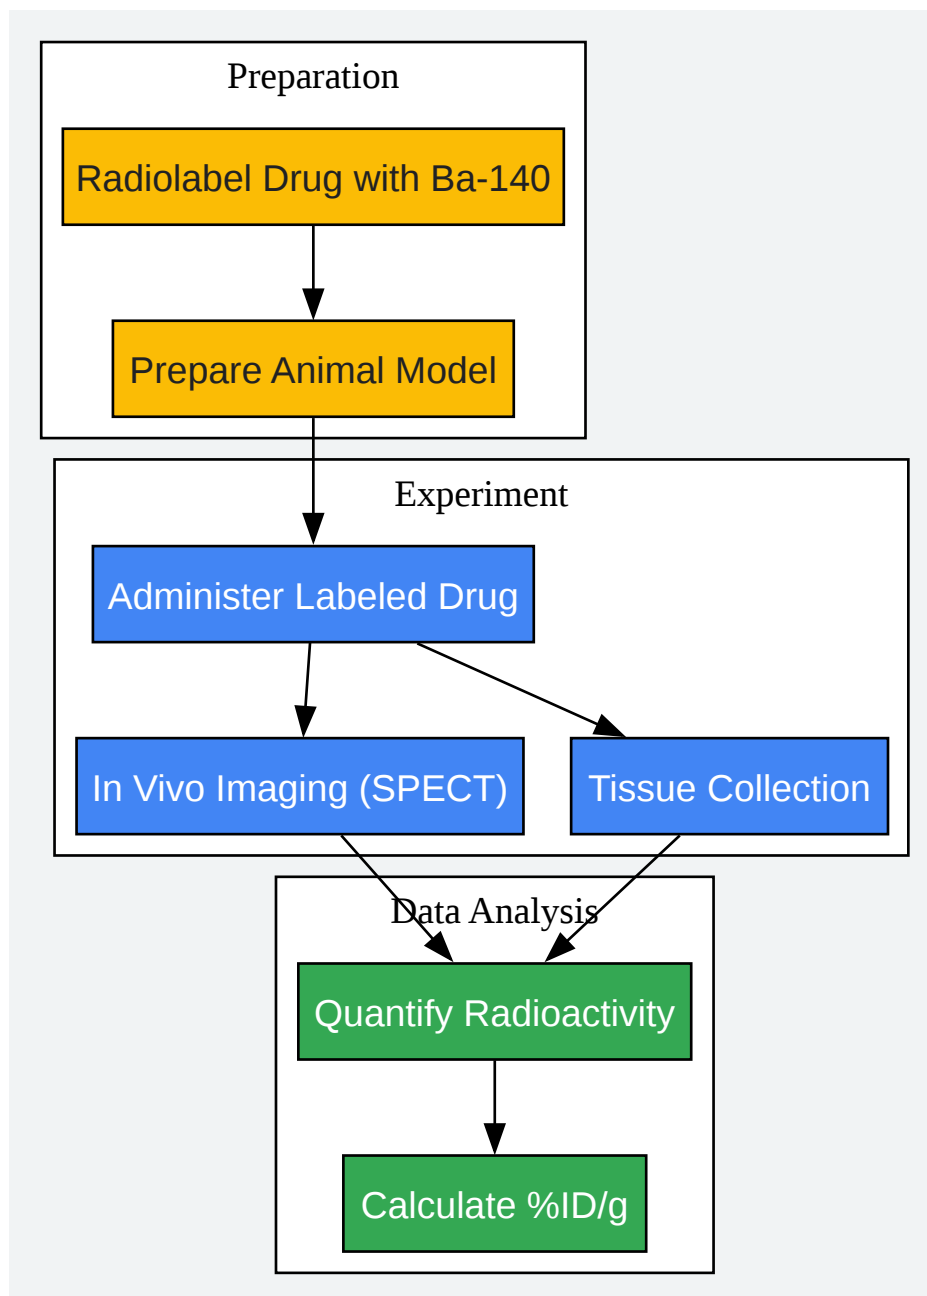 Preparation
Radiolabel Drug with Ba-140
Prepare Animal Model
Experiment
Administer Labeled Drug
In Vivo Imaging (SPECT)
Tissue Collection
Data Analysis
Quantify Radioactivity
Calculate %ID/g